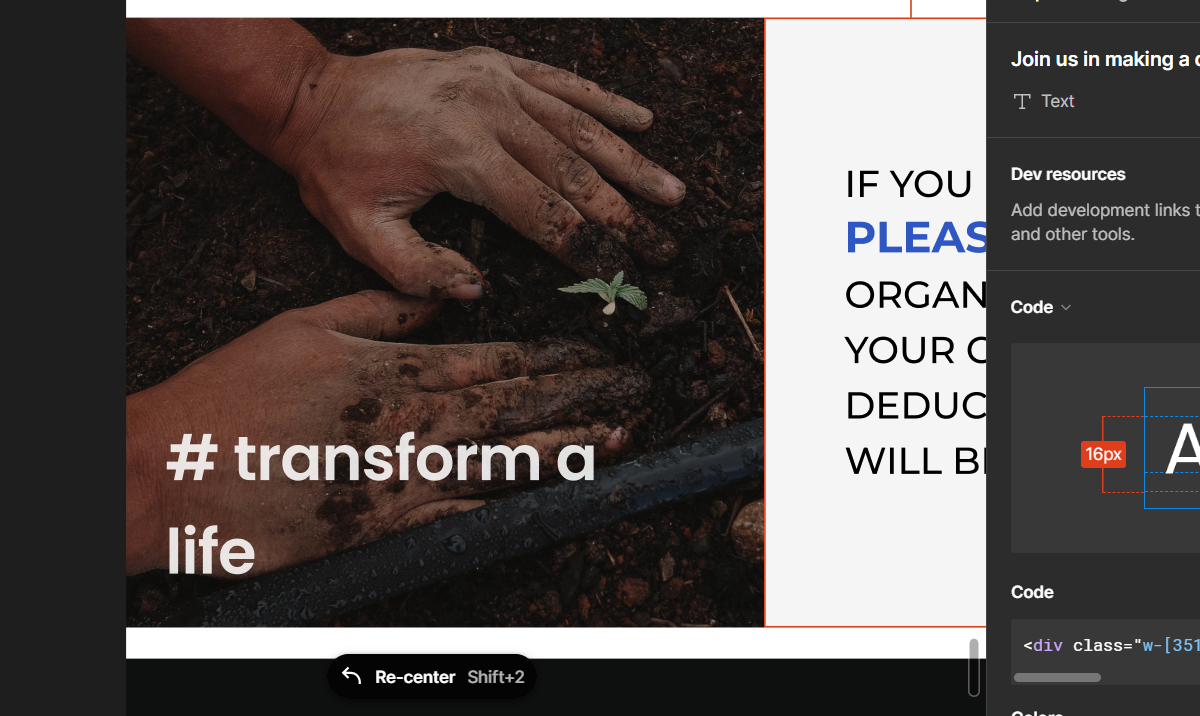 Join us in making a
Text
Dev resources
Add development links
and other tools.
IF YOU
PLEAS
ORGAN
YOUR
DEDUC
WILL
Code
16px
A
# transform a
life
Code
<div class="w-[351
Re-center Shift+2